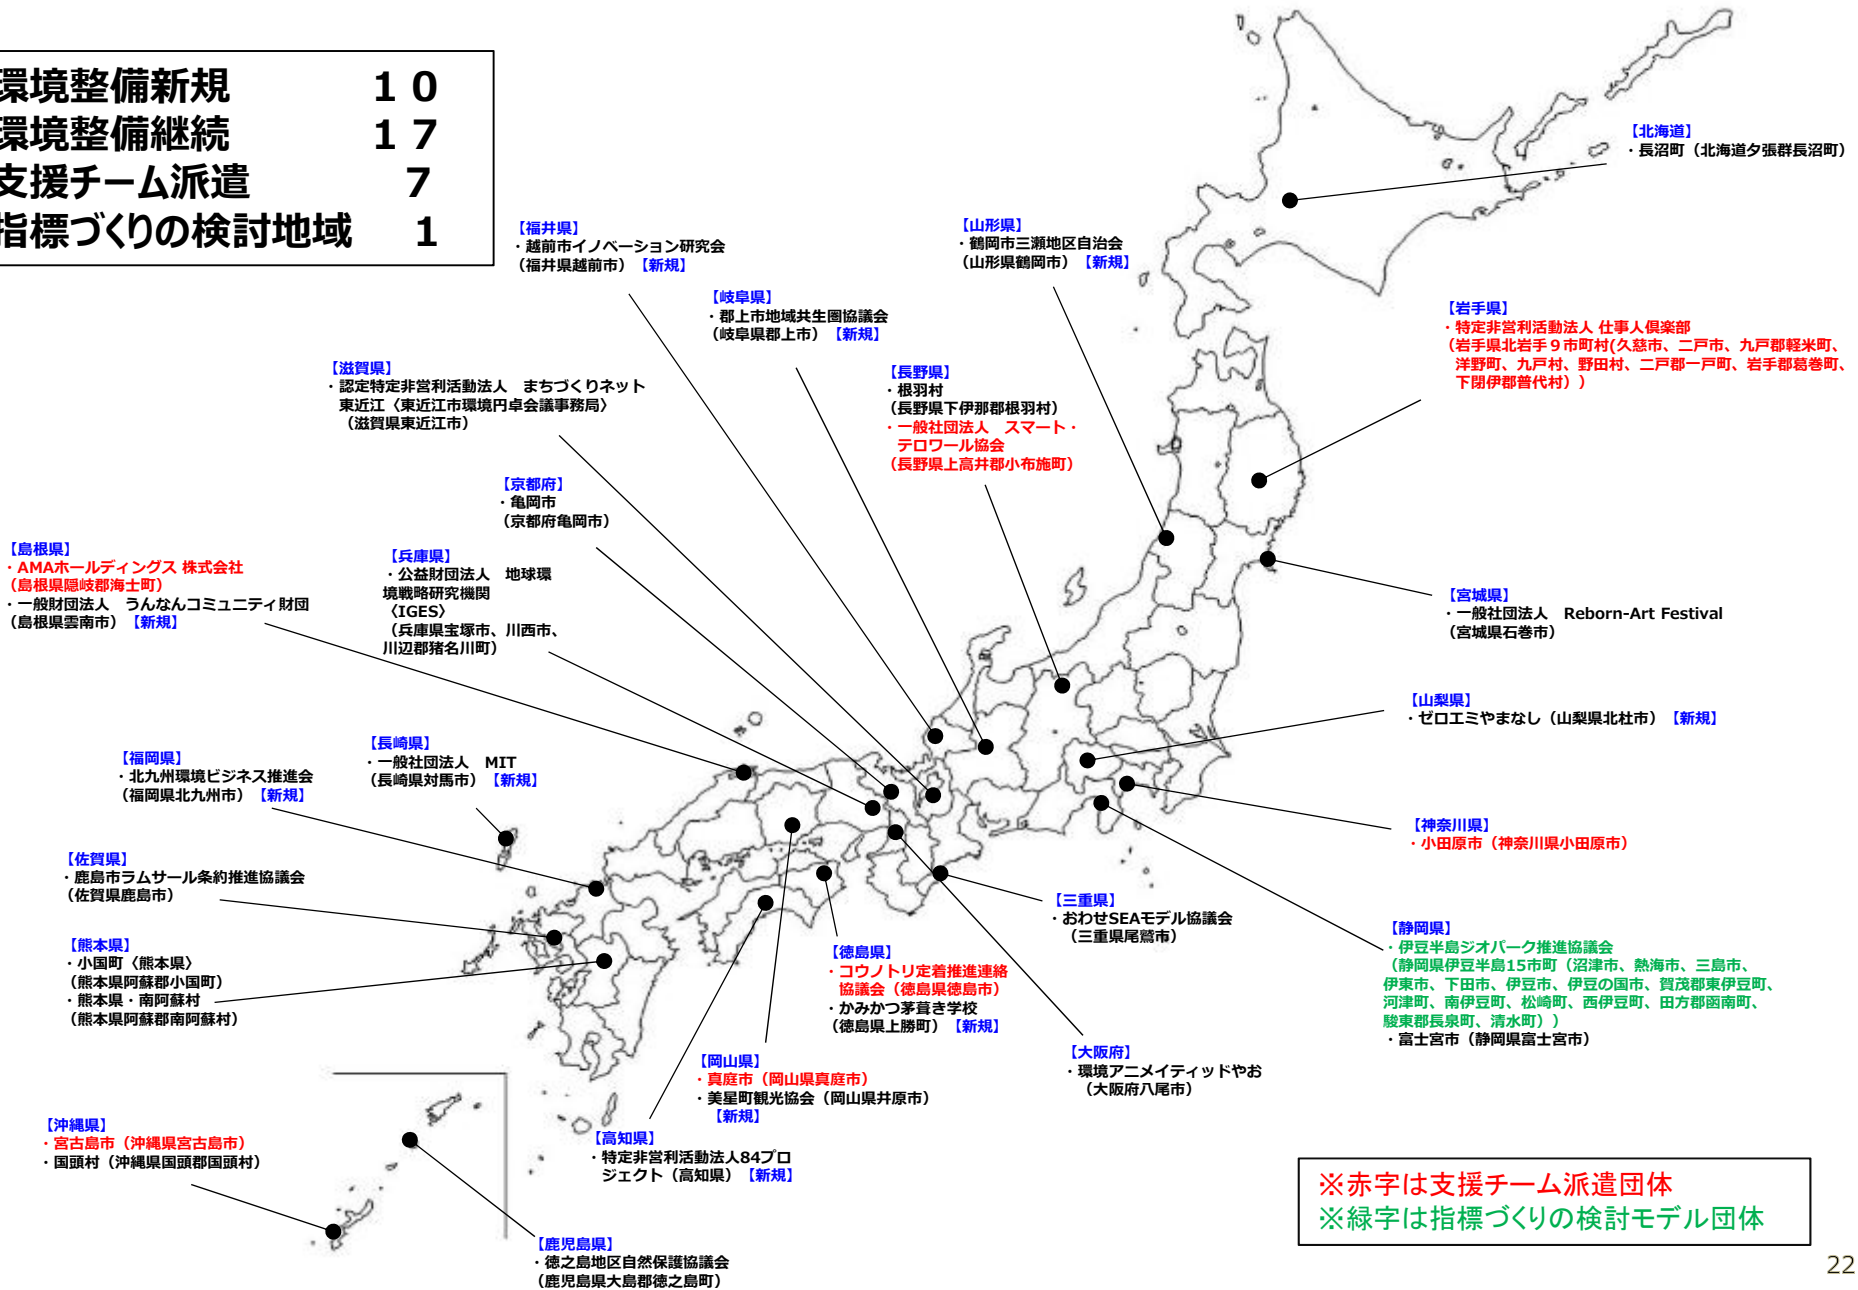 環境整備新規 １０
環境整備継続 １７
支援チーム派遣 ７
指標づくりの検討地域 １
【北海道】
・長沼町（北海道夕張群長沼町）
【福井県】
・越前市イノベーション研究会
（福井県越前市）【新規】
【山形県】
・鶴岡市三瀬地区自治会
（山形県鶴岡市）【新規】
【岐阜県】
・郡上市地域共生圏協議会
（岐阜県郡上市）【新規】
【岩手県】
・特定非営利活動法人 仕事人倶楽部
（岩手県北岩手９市町村(久慈市、二戸市、九戸郡軽米町、
洋野町、九戸村、野田村、二戸郡一戸町、岩手郡葛巻町、
下閉伊郡普代村））
【滋賀県】
・認定特定非営利活動法人　まちづくりネット
東近江〈東近江市環境円卓会議事務局〉
（滋賀県東近江市）
【長野県】
・根羽村
（長野県下伊那郡根羽村）
・一般社団法人　スマート・
テロワール協会
（長野県上高井郡小布施町）
【京都府】
・亀岡市
（京都府亀岡市）
【島根県】
・AMAホールディングス 株式会社
（島根県隠岐郡海士町）
・一般財団法人　うんなんコミュニティ財団
（島根県雲南市）【新規】
【兵庫県】
・公益財団法人　地球環
境戦略研究機関
〈IGES〉
（兵庫県宝塚市、川西市、
川辺郡猪名川町）
【宮城県】
・一般社団法人　Reborn-Art Festival
（宮城県石巻市）
【山梨県】
・ゼロエミやまなし（山梨県北杜市）【新規】
【福岡県】
・北九州環境ビジネス推進会
（福岡県北九州市）【新規】
【長崎県】
・一般社団法人　MIT
（長崎県対馬市）【新規】
【神奈川県】
・小田原市（神奈川県小田原市）
【佐賀県】
・鹿島市ラムサール条約推進協議会
（佐賀県鹿島市）
【三重県】
・おわせSEAモデル協議会
（三重県尾鷲市）
【静岡県】
・伊豆半島ジオパーク推進協議会
（静岡県伊豆半島15市町（沼津市、熱海市、三島市、
伊東市、下田市、伊豆市、伊豆の国市、賀茂郡東伊豆町、
河津町、南伊豆町、松崎町、西伊豆町、田方郡函南町、
駿東郡長泉町、清水町））
・富士宮市（静岡県富士宮市）
【熊本県】
・小国町〈熊本県〉
（熊本県阿蘇郡小国町）
・熊本県・南阿蘇村
（熊本県阿蘇郡南阿蘇村）
【徳島県】
・コウノトリ定着推進連絡
協議会（徳島県徳島市）
・かみかつ茅葺き学校
（徳島県上勝町）【新規】
【岡山県】
・真庭市（岡山県真庭市）
・美星町観光協会（岡山県井原市）
【新規】
【大阪府】
・環境アニメイティッドやお
（大阪府八尾市）
【沖縄県】
・宮古島市（沖縄県宮古島市）
・国頭村（沖縄県国頭郡国頭村）
【高知県】
・特定非営利活動法人84プロ
ジェクト（高知県）【新規】
【鹿児島県】
・徳之島地区自然保護協議会
（鹿児島県大島郡徳之島町）
※赤字は支援チーム派遣団体
※緑字は指標づくりの検討モデル団体
22